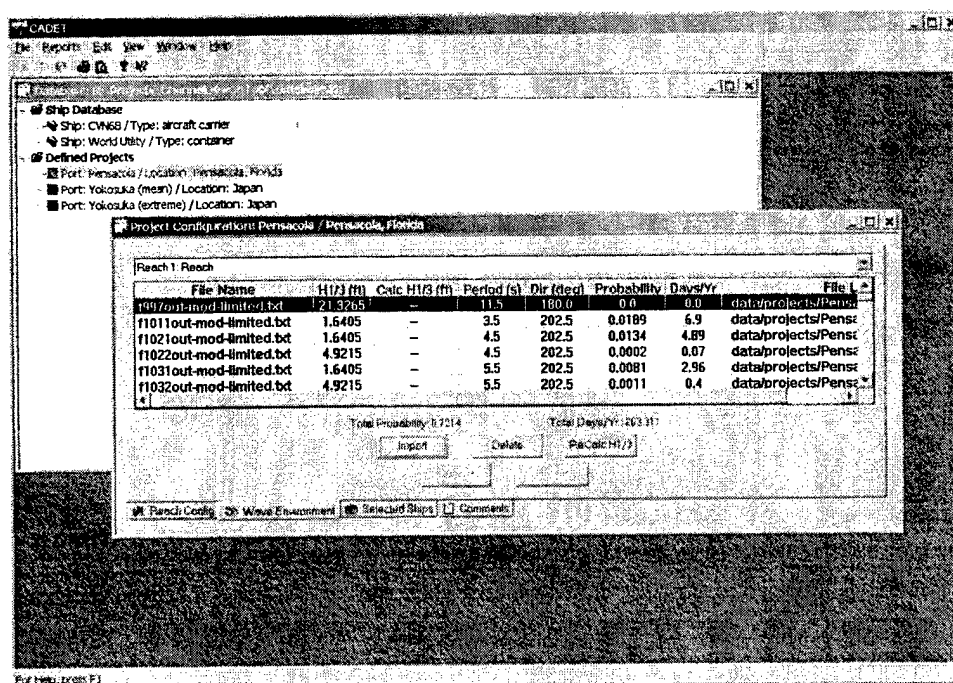 CADET
File Reports Edit View Window Help
Ship Database
Ship: CVN68 / Type: aircraft carrier
Ship: World Utility / Type: container
Defined Projects
Port: Pensacola / Location: Pensacola, Florida
Port: Yokosuka (mean) / Location: Japan
Port: Yokosuka (extreme) / Location: Japan
Project Configuration: Pensacola / Pensacola, Florida
Reach 1: Reach
File Name H1/3 (ft) Calc H1/3 (ft) Period (s) Dir (deg) Probability Days/Yr File L
f997out-mod-limited.txt 21.3265 -- 11.5 180.0 0.0 0.0 data/projects/Pensa
f1011out-mod-limited.txt 1.6405 -- 3.5 202.5 0.0189 6.9 data/projects/Pensa
f1021out-mod-limited.txt 1.6405 -- 4.5 202.5 0.0134 4.89 data/projects/Pensa
f1022out-mod-limited.txt 4.9215 -- 4.5 202.5 0.0002 0.07 data/projects/Pensa
f1031out-mod-limited.txt 1.6405 -- 5.5 202.5 0.0081 2.96 data/projects/Pensa
f1032out-mod-limited.txt 4.9215 -- 5.5 202.5 0.0011 0.4 data/projects/Pensa
Total Probability: Total Days/Yr:
Import Delete ReCalc H1/3
Reach Config Wave Environment Selected Ships Comments
For Help, press F1